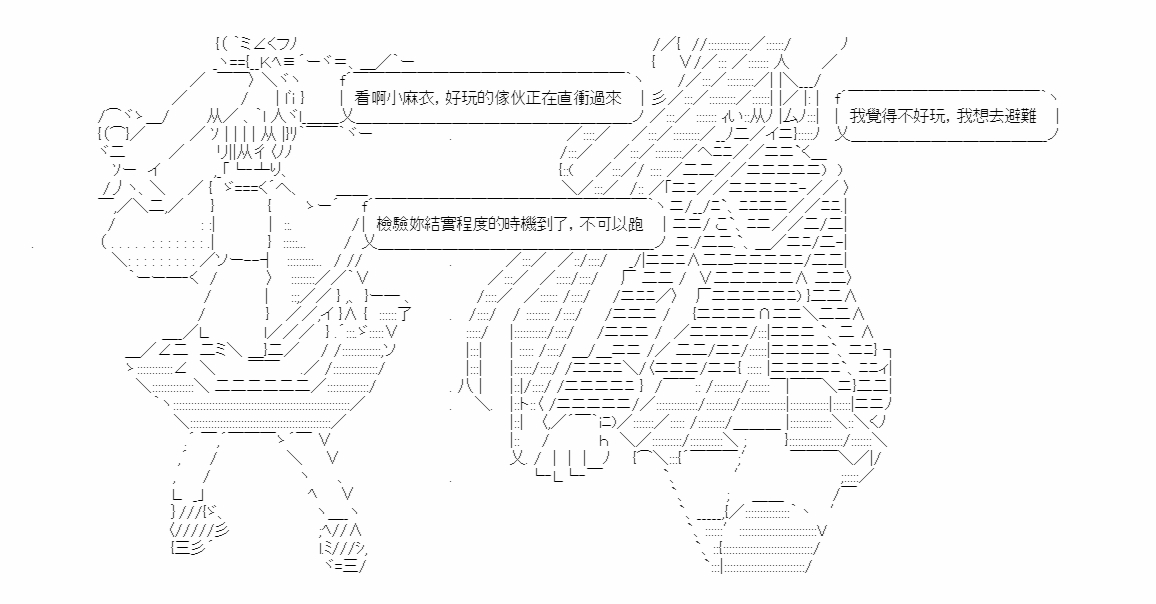 看啊小麻衣，好玩的傢伙正在直衝過來
我覺得不好玩，我想去避難
檢驗妳結實程度的時機到了，不可以跑